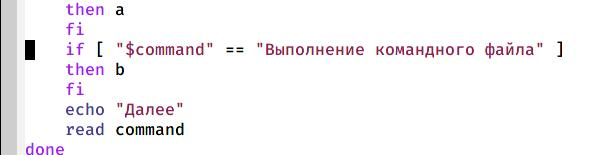 then a
fi
if [ "$command" == "Выполнение командного файла" ]
then b
fi
echo "Далее"
read command
done